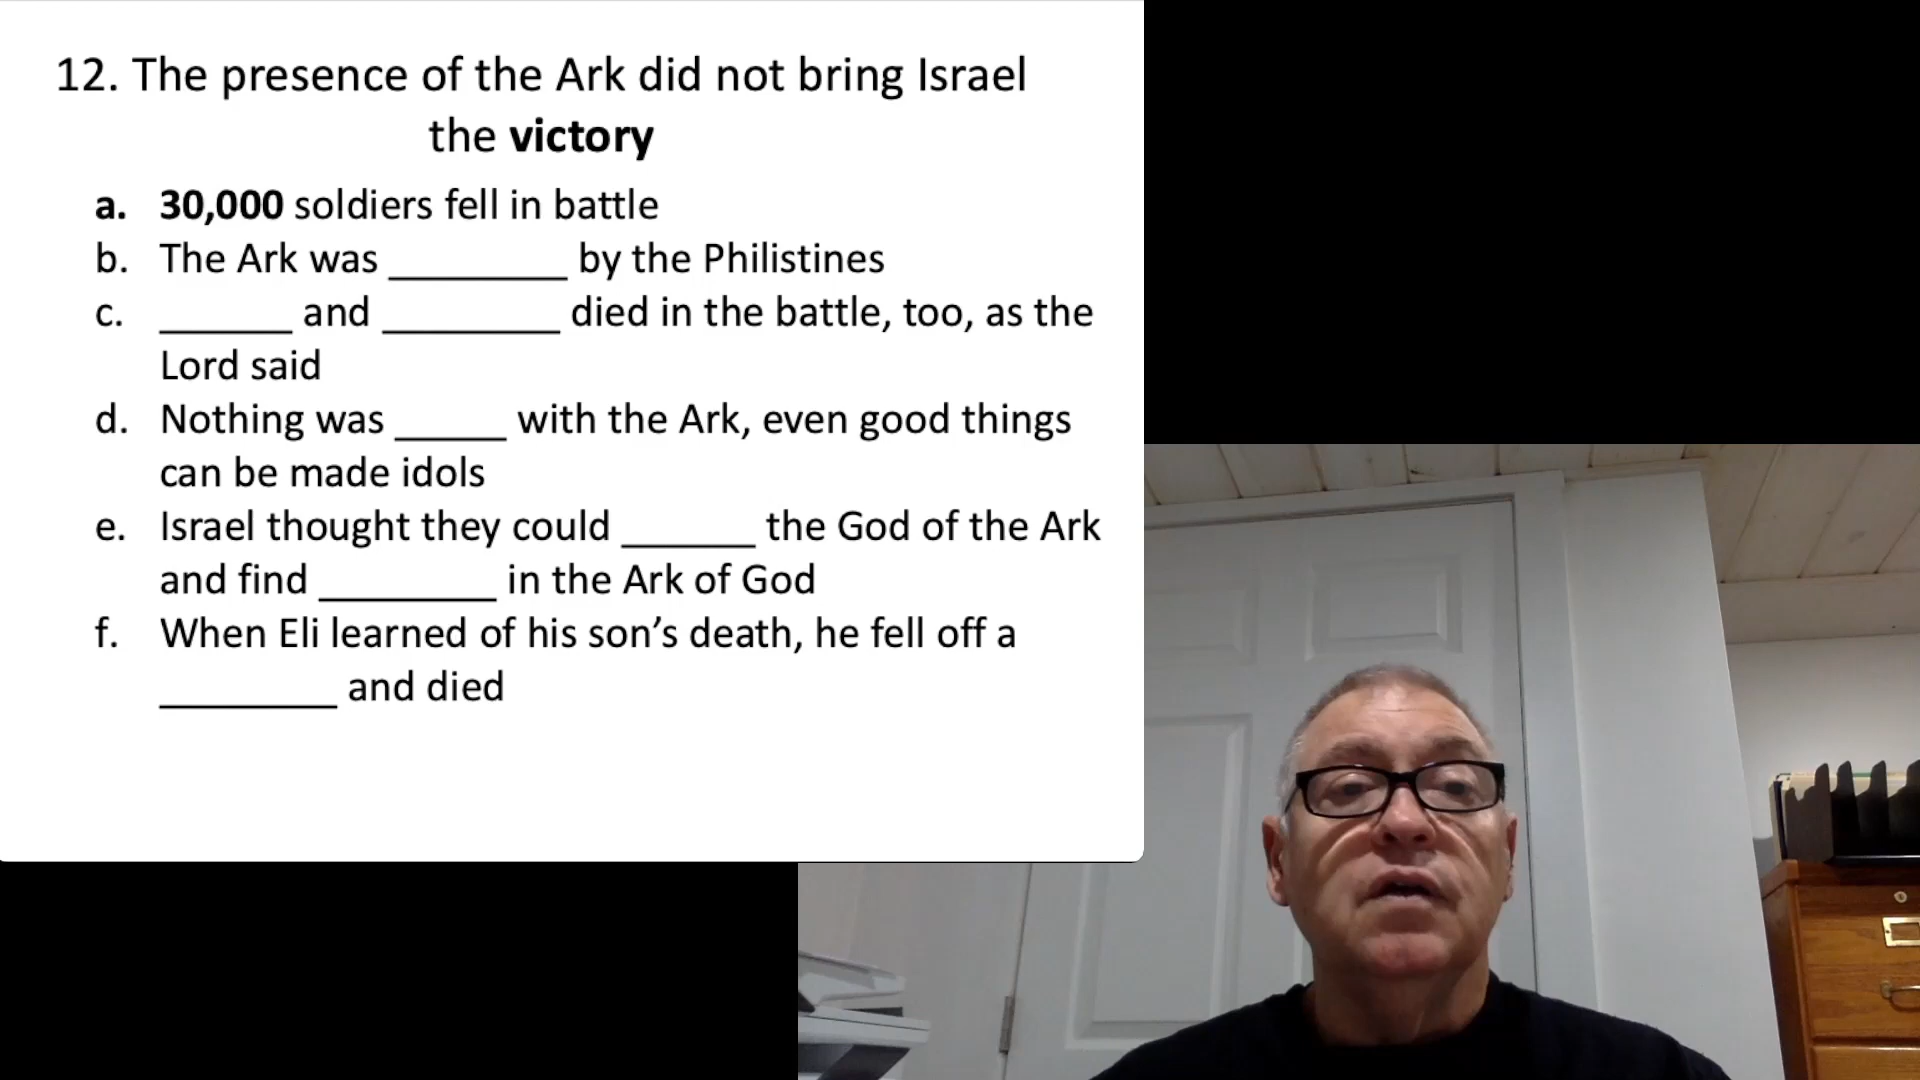 12. The presence of the Ark did not bring Israel
the victory
a. 30,000 soldiers fell in battle
b. The Ark was ________ by the Philistines
c. ______ and ________ died in the battle, too, as the
Lord said
d. Nothing was _____ with the Ark, even good things
can be made idols
e. Israel thought they could ______ the God of the Ark
and find ________ in the Ark of God
f. When Eli learned of his son’s death, he fell off a
________ and died